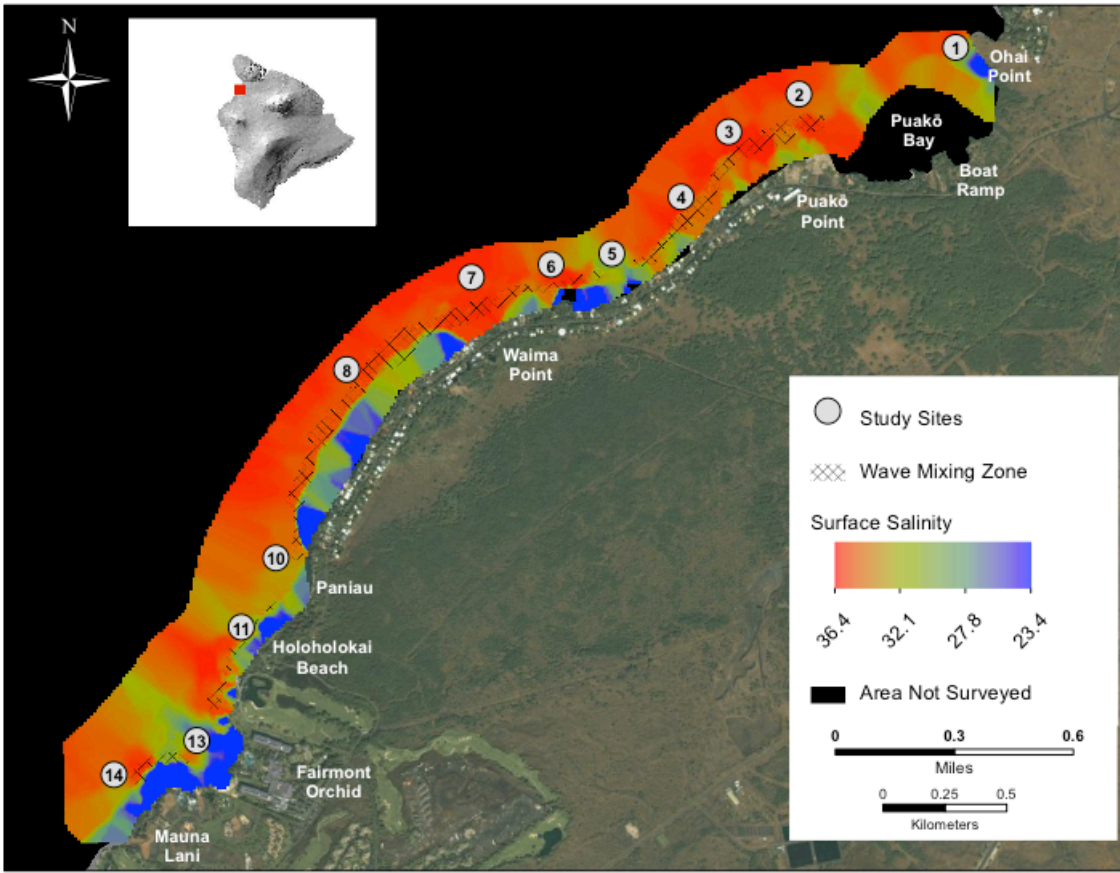 N
1
Ohai
Point
2
Puakō
Bay
3
Boat
Ramp
4
Puakō
Point
5
6
7
Waima
Point
8
10
Paniau
11
Holoholokai
Beach
13
14
Fairmont
Orchid
Mauna
Lani
Study Sites
Wave Mixing Zone
Surface Salinity
36.4 32.1 27.8 23.4
Area Not Surveyed
0 0.3 0.6
Miles
0 0.25 0.5
Kilometers